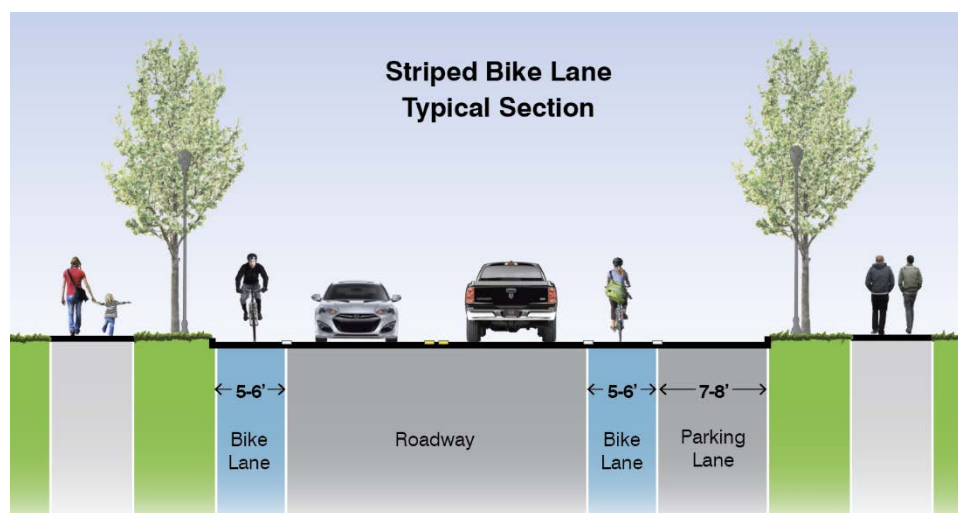 Striped Bike Lane
Typical Section
5-6’
5-6’
7-8’
Bike
Lane
Roadway
Bike
Lane
Parking
Lane